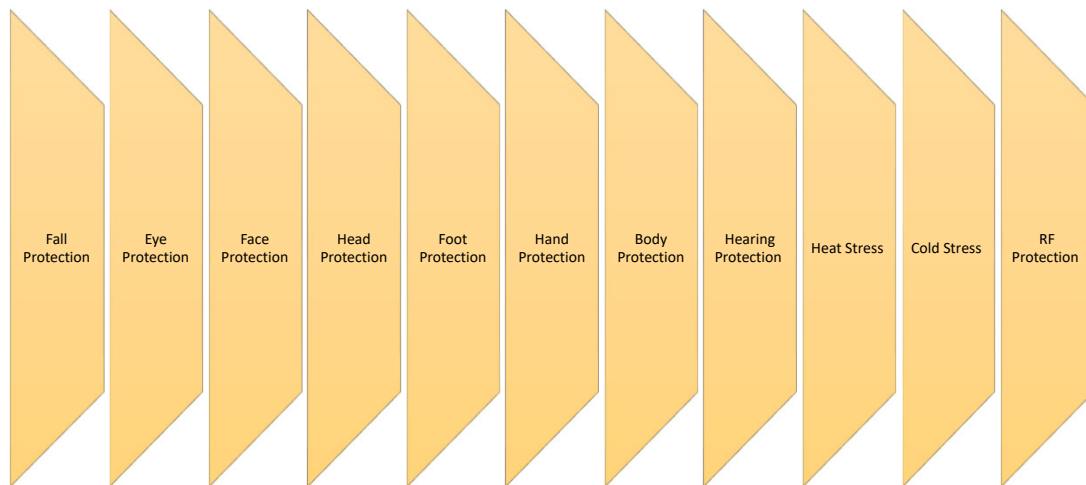 Fall
Protection
Eye
Protection
Face
Protection
Head
Protection
Foot
Protection
Hand
Protection
Body
Protection
Hearing
Protection
Heat Stress
Cold Stress
RF
Protection